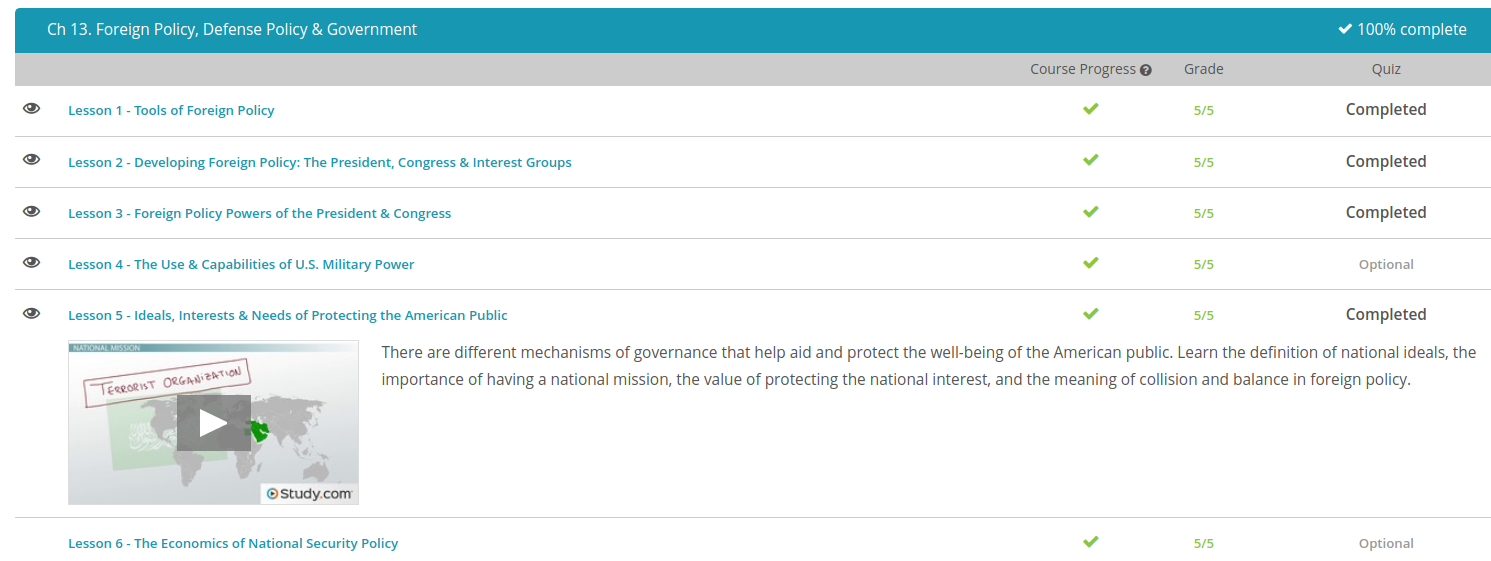 Ch 13. Foreign Policy, Defense Policy & Government
100% complete
Course Progress ?
Grade
Quiz
Lesson 1 - Tools of Foreign Policy
5/5
Completed
Lesson 2 - Developing Foreign Policy: The President, Congress & Interest Groups
5/5
Completed
Lesson 3 - Foreign Policy Powers of the President & Congress
5/5
Completed
Lesson 4 - The Use & Capabilities of U.S. Military Power
5/5
Optional
Lesson 5 - Ideals, Interests & Needs of Protecting the American Public
5/5
Completed
NATIONAL MISSION
TERRORIST ORGANIZATION
Study.com
There are different mechanisms of governance that help aid and protect the well-being of the American public. Learn the definition of national ideals, the
importance of having a national mission, the value of protecting the national interest, and the meaning of collision and balance in foreign policy.
Lesson 6 - The Economics of National Security Policy
5/5
Optional